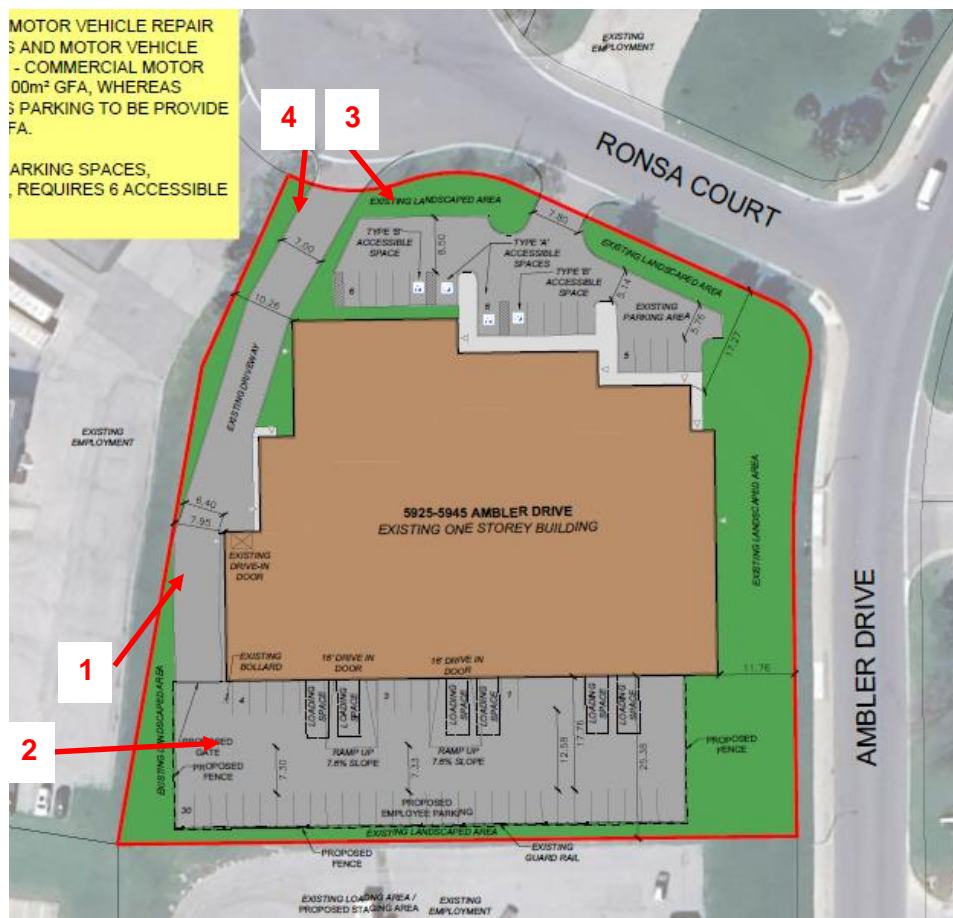 MOTOR VEHICLE REPAIR
S AND MOTOR VEHICLE
- COMMERCIAL MOTOR
00m² GFA, WHEREAS
S PARKING TO BE PROVIDE
FA.
ARKING SPACES,
, REQUIRES 6 ACCESSIBLE
4
3
EXISTING
EMPLOYMENT
RONSA COURT
EXISTING LANDSCAPED AREA
7.80
TYPE 'B'
ACCESSIBLE
SPACE
6.50
TYPE 'A'
ACCESSIBLE
SPACES
EXISTING LANDSCAPED AREA
7.00
TYPE 'B'
ACCESSIBLE
SPACE
5.14
6
6
10.26
EXISTING
PARKING AREA
5.76
17.27
5
EXISTING DRIVEWAY
EXISTING
EMPLOYMENT
6.40
7.95
5925-5945 AMBLER DRIVE
EXISTING ONE STOREY BUILDING
EXISTING LANDSCAPED AREA
EXISTING
DRIVE-IN
DOOR
AMBLER DRIVE
1
EXISTING
BOLLARD
16' DRIVE IN
DOOR
16' DRIVE IN
DOOR
11.76
EXISTING LANDSCAPED AREA
4
LOADING
SPACE
LOADING
SPACE
3
LOADING
SPACE
LOADING
SPACE
LOADING
SPACE
LOADING
SPACE
2
PROPOSED
GATE
PROPOSED
FENCE
7.30
RAMP UP
7.6% SLOPE
7.33
RAMP UP
7.6% SLOPE
12.58
17.76
25.38
PROPOSED
FENCE
30
PROPOSED
EMPLOYEE PARKING
EXISTING LANDSCAPED AREA
PROPOSED
FENCE
EXISTING
GUARD RAIL
EXISTING LOADING AREA /
PROPOSED STAGING AREA
EXISTING
EMPLOYMENT